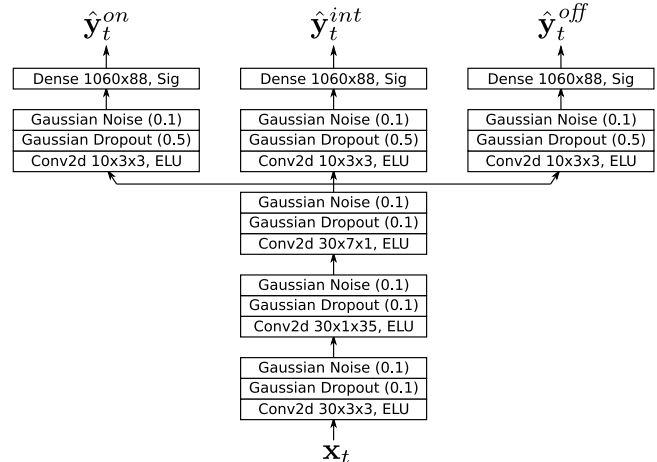 ŷ_t^{on} ŷ_t^{int} ŷ_t^{off}
Dense 1060x88, Sig Dense 1060x88, Sig Dense 1060x88, Sig
Gaussian Noise (0.1) Gaussian Noise (0.1) Gaussian Noise (0.1)
Gaussian Dropout (0.5) Gaussian Dropout (0.5) Gaussian Dropout (0.5)
Conv2d 10x3x3, ELU Conv2d 10x3x3, ELU Conv2d 10x3x3, ELU
Gaussian Noise (0.1)
Gaussian Dropout (0.1)
Conv2d 30x7x1, ELU
Gaussian Noise (0.1)
Gaussian Dropout (0.1)
Conv2d 30x1x35, ELU
Gaussian Noise (0.1)
Gaussian Dropout (0.1)
Conv2d 30x3x3, ELU
x_t